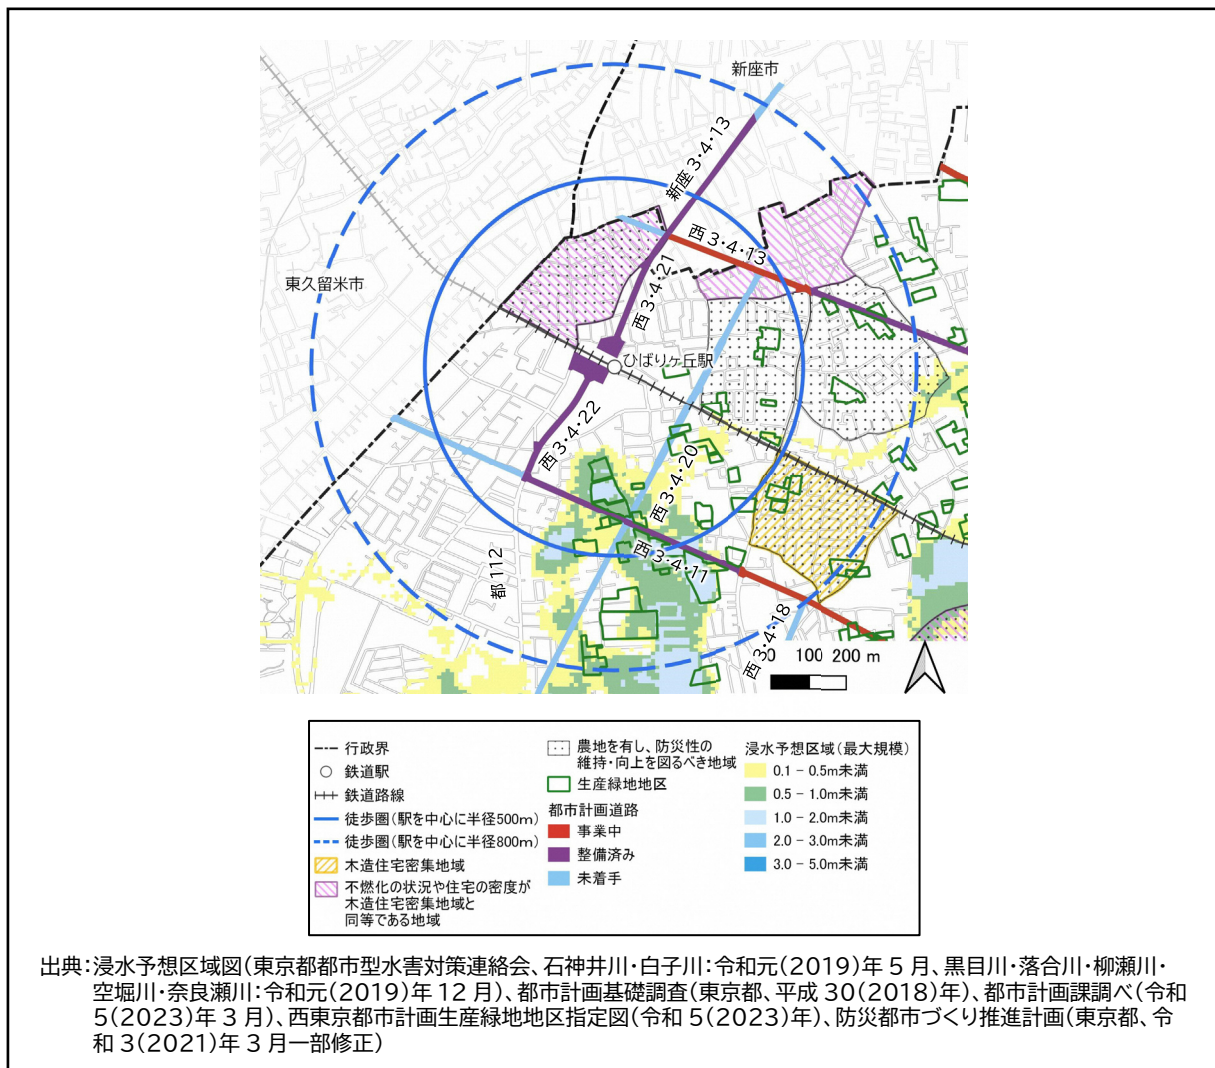 新座市
新座3・4・13
西3・4・13
東久留米市
西3・4・21
ひばりヶ丘駅
西3・4・22
西3・4・20
西3・4・11
都112
西3・4・18
0 100 200 m
行政界
鉄道駅
鉄道路線
徒歩圏(駅を中心に半径500m)
徒歩圏(駅を中心に半径800m)
木造住宅密集地域
不燃化の状況や住宅の密度が
木造住宅密集地域と
同等である地域
農地を有し、防災性の
維持・向上を図るべき地域
生産緑地地区
都市計画道路
事業中
整備済み
未着手
浸水予想区域(最大規模)
0.1 - 0.5m未満
0.5 - 1.0m未満
1.0 - 2.0m未満
2.0 - 3.0m未満
3.0 - 5.0m未満
出典:浸水予想区域図(東京都都市型水害対策連絡会、石神井川・白子川:令和元(2019)年5月、黒目川・落合川・柳瀬川・
空堀川・奈良瀬川:令和元(2019)年12月)、都市計画基礎調査(東京都、平成30(2018)年)、都市計画課調べ(令和
5(2023)年3月)、西東京都市計画生産緑地地区指定図(令和5(2023)年)、防災都市づくり推進計画(東京都、令
和3(2021)年3月一部修正)